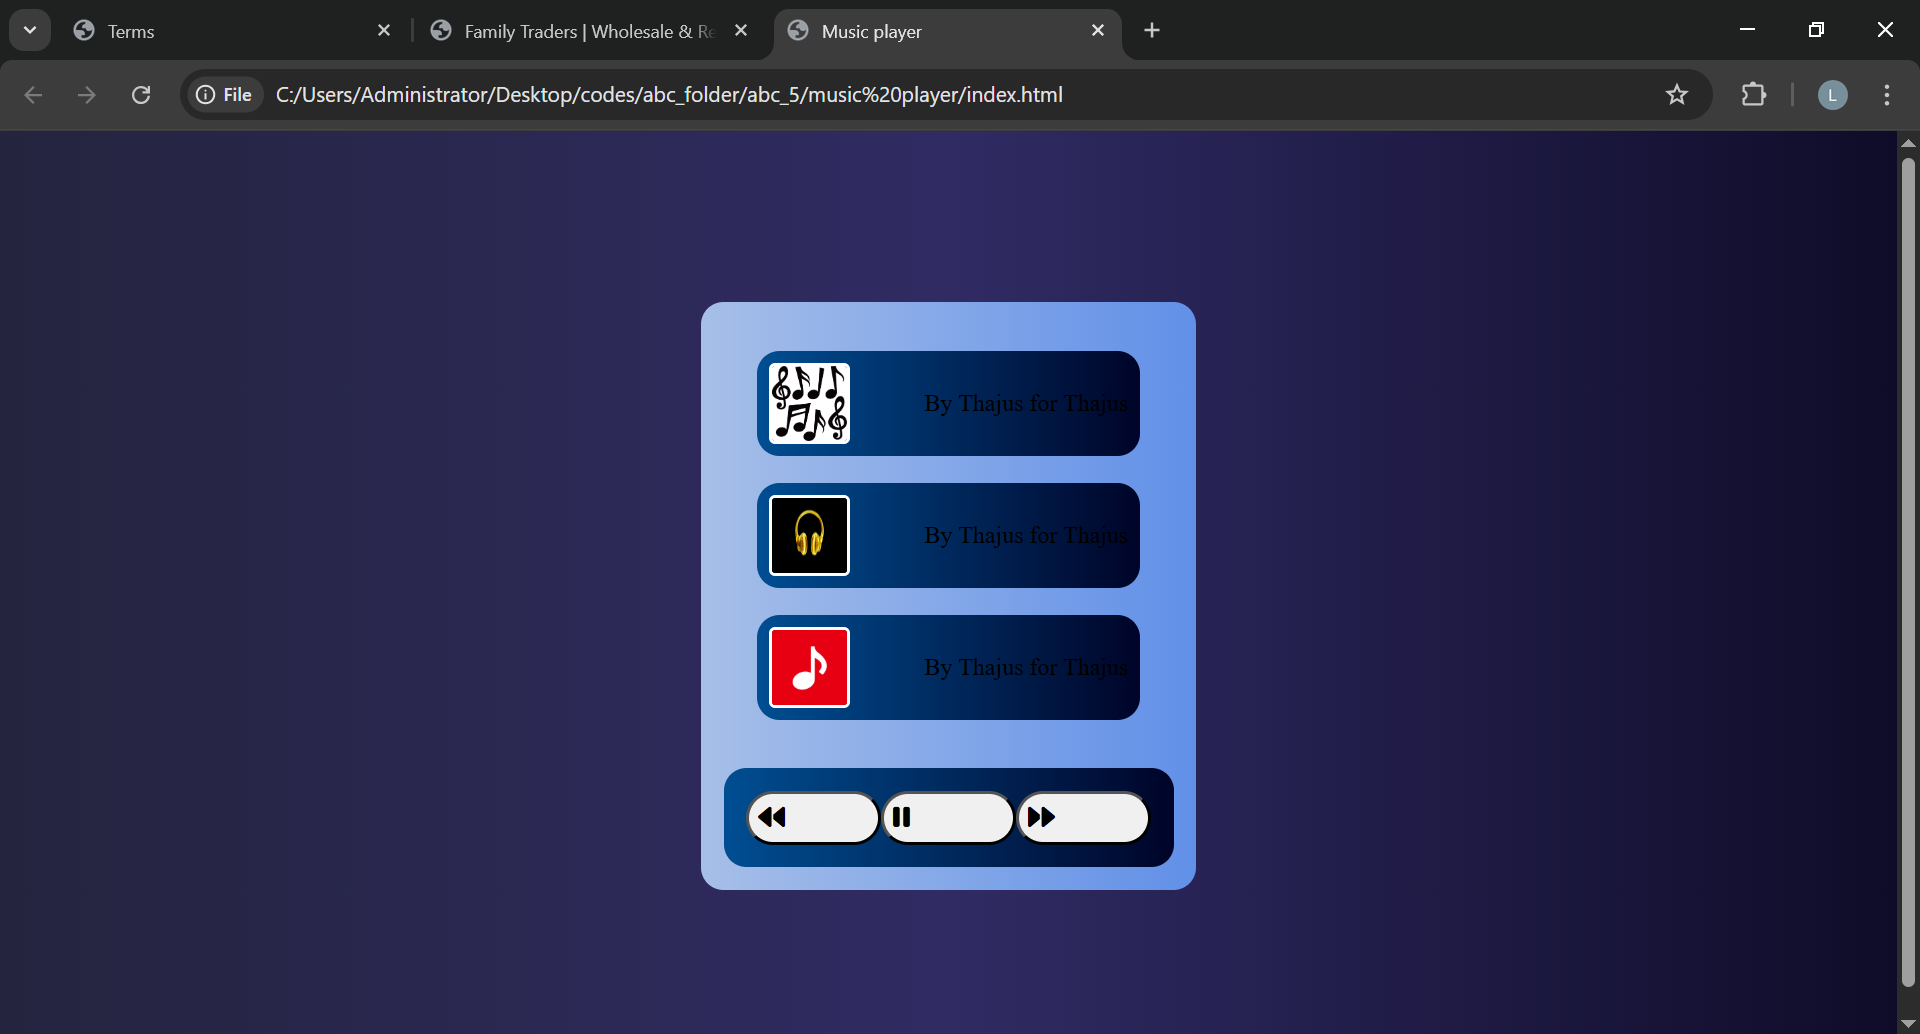 Terms
Family Traders | Wholesale & Re
Music player
File
C:/Users/Administrator/Desktop/codes/abc_folder/abc_5/music%20player/index.html
L
By Thajus for Thajus
By Thajus for Thajus
By Thajus for Thajus